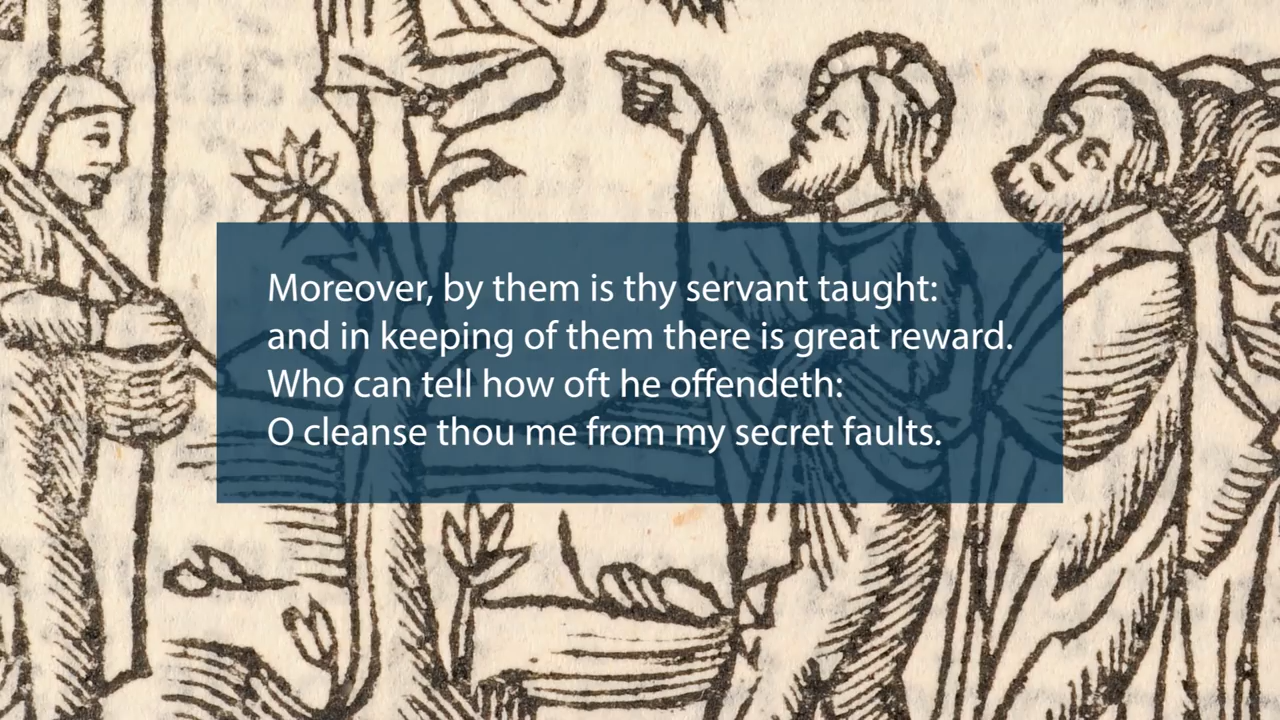 Moreover, by them is thy servant taught:
and in keeping of them there is great reward.
Who can tell how oft he offendeth:
O cleanse thou me from my secret faults.